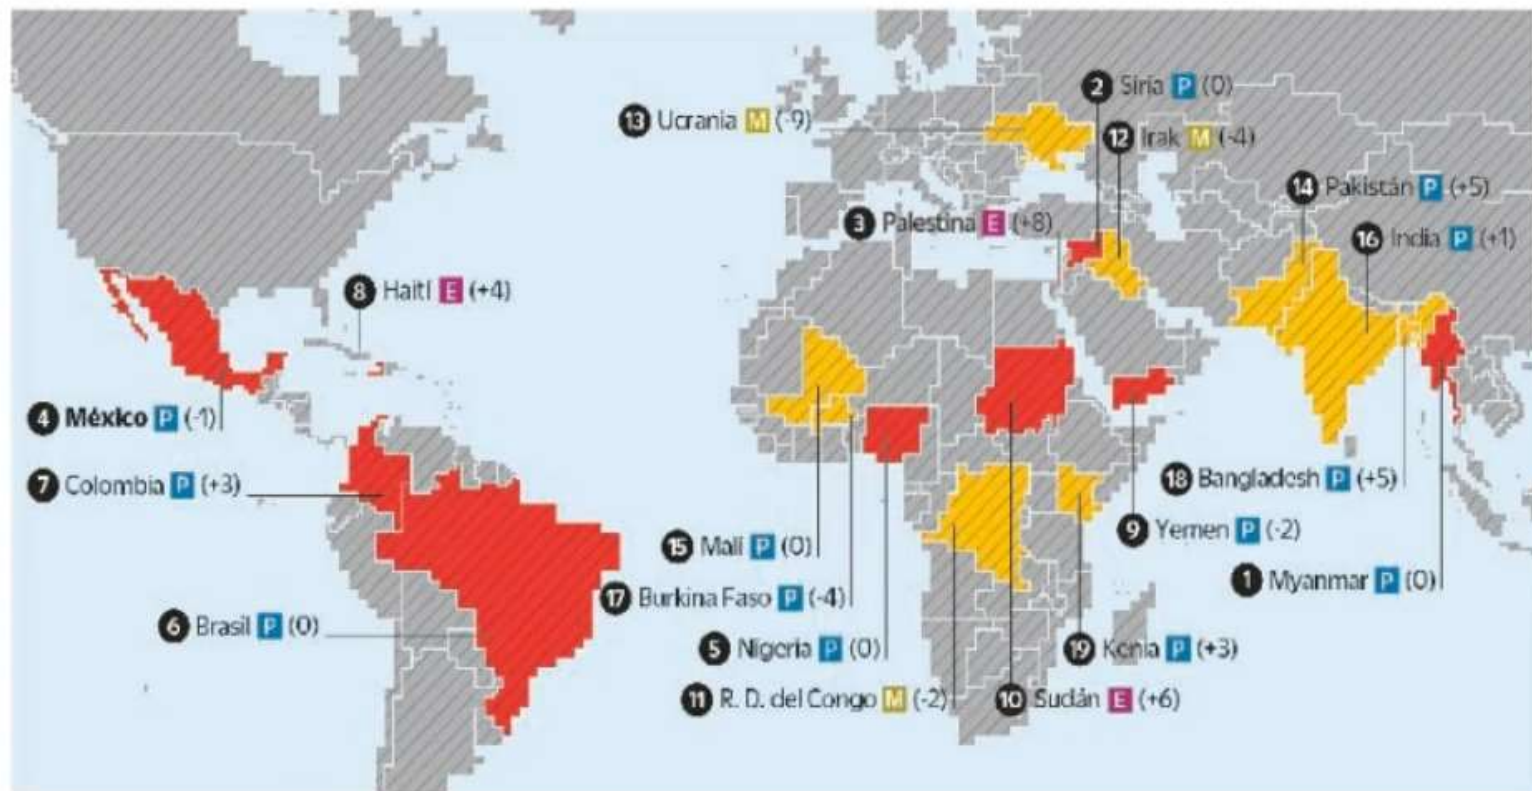 2 Siria P (0)
13 Ucrania M (-9)
12 Irak M (-4)
14 Pakistán P (+5)
3 Palestina E (+8)
16 India P (+1)
8 Haití E (+4)
4 México P (-1)
7 Colombia P (+3)
18 Bangladesh P (+5)
9 Yemen P (-2)
15 Malí P (0)
1 Myanmar P (0)
17 Burkina Faso P (-4)
6 Brasil P (0)
5 Nigeria P (0)
19 Kenia P (+3)
11 R. D. del Congo M (-2)
10 Sudán E (+6)